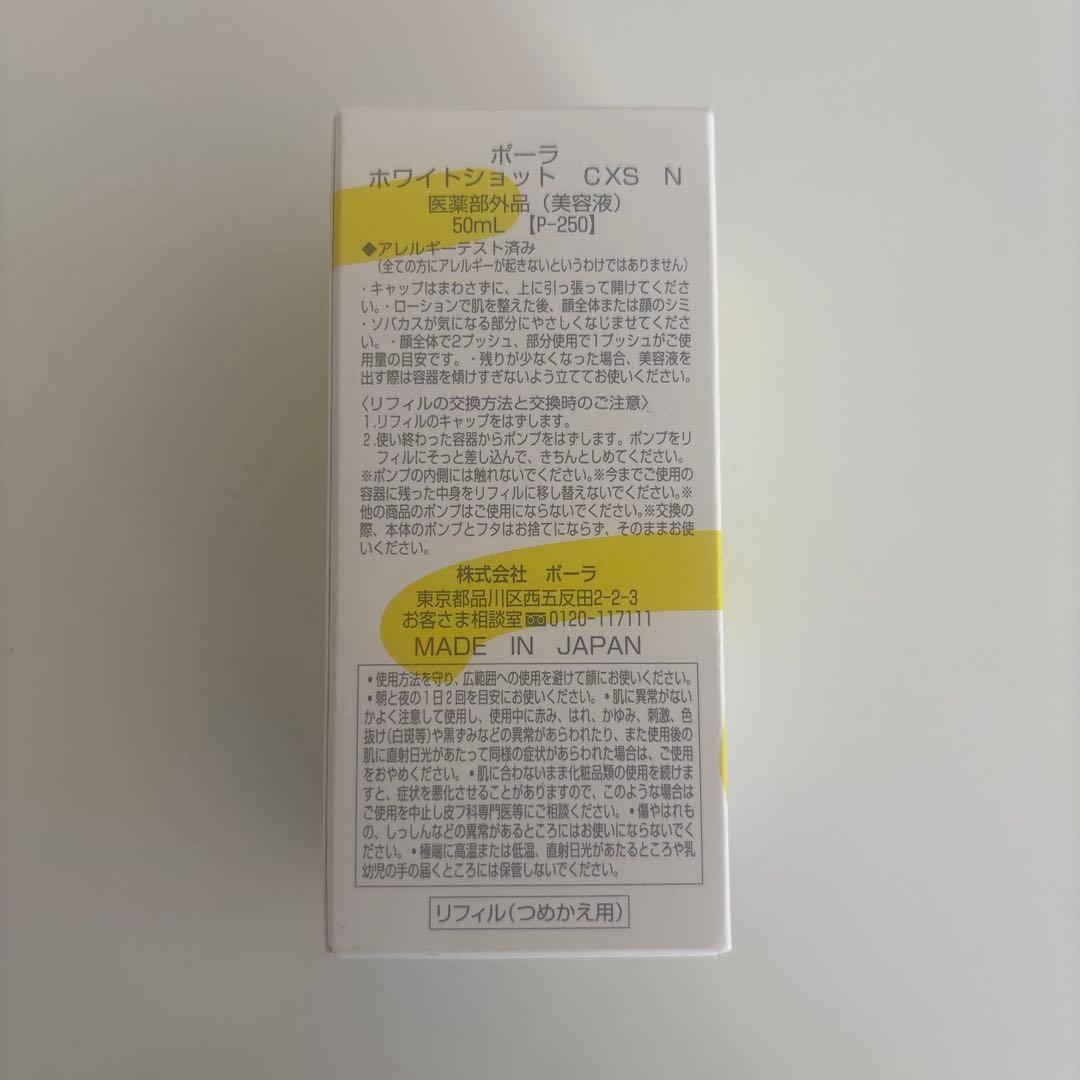 ポーラ
ホワイトショット　CXS　N
医薬部外品（美容液）
50mL　【P-250】
◆アレルギーテスト済み
（全ての方にアレルギーが起きないというわけではありません）
・キャップはまわさずに、上に引っ張って開けてくださ
い。・ローションで肌を整えた後、顔全体または顔のシミ
・ソバカスが気になる部分にやさしくなじませてくださ
い。・顔全体で2プッシュ、部分使用で1プッシュがご使
用量の目安です。・残りが少なくなった場合、美容液を
出す際は容器を傾けすぎないよう立ててお使いください。
〈リフィルの交換方法と交換時のご注意〉
1.リフィルのキャップをはずします。
2.使い終わった容器からポンプをはずします。ポンプをリ
フィルにそっと差し込んで、きちんとしめてください。
※ポンプの内側には触れないでください。※今までご使用の
容器に残った中身をリフィルに移し替えないでください。※
他の商品のポンプはご使用にならないでください。※交換の
際、本体のポンプとフタはお捨てにならず、そのままお使
いください。
株式会社　ポーラ
東京都品川区西五反田2-2-3
お客さま相談室 0120-117111
MADE　IN　JAPAN
•使用方法を守り、広範囲への使用を避けて顔にお使いください。
•朝と夜の1日2回を目安にお使いください。•肌に異常がない
かよく注意して使用し、使用中に赤み、はれ、かゆみ、刺激、色
抜け(白斑等)や黒ずみなどの異常があらわれたり、また使用後の
肌に直射日光があたって同様の症状があらわれた場合は、ご使用
をおやめください。•肌に合わないまま化粧品類の使用を続けま
すと、症状を悪化させることがありますので、このような場合は
ご使用を中止し皮フ科専門医等にご相談ください。•傷やはれも
の、しっしんなどの異常があるところにはお使いにならないでく
ださい。•極端に高温または低温、直射日光があたるところや乳
幼児の手の届くところには保管しないでください。
リフィル(つめかえ用)